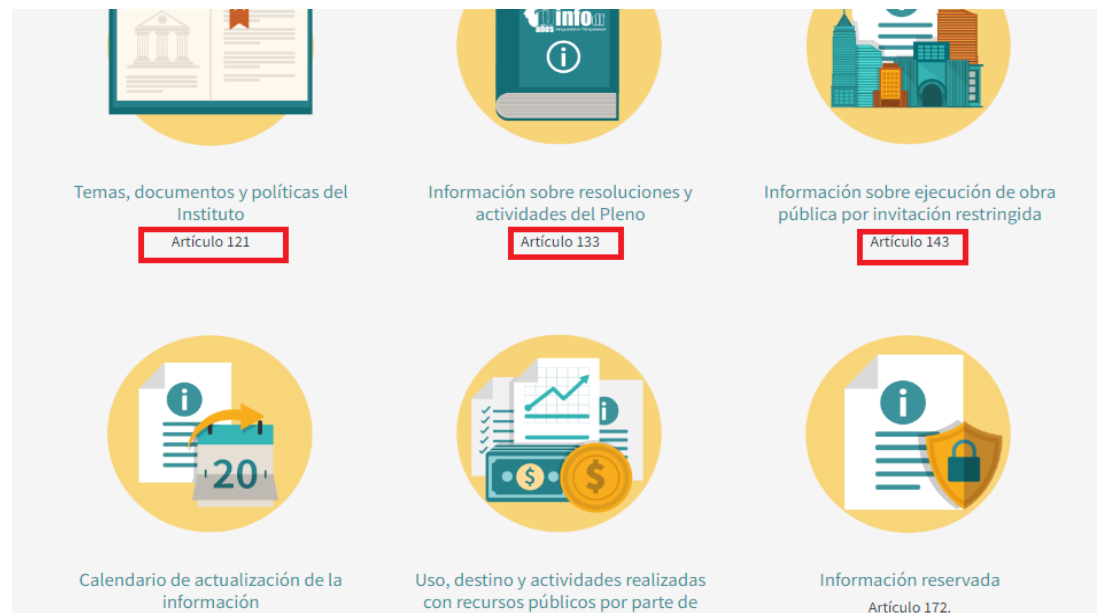 info
años
Temas, documentos y políticas del
Instituto
Artículo 121
Información sobre resoluciones y
actividades del Pleno
Artículo 133
Información sobre ejecución de obra
pública por invitación restringida
Artículo 143
20
$ $
Calendario de actualización de la
información
Uso, destino y actividades realizadas
con recursos públicos por parte de
Información reservada
Artículo 172.